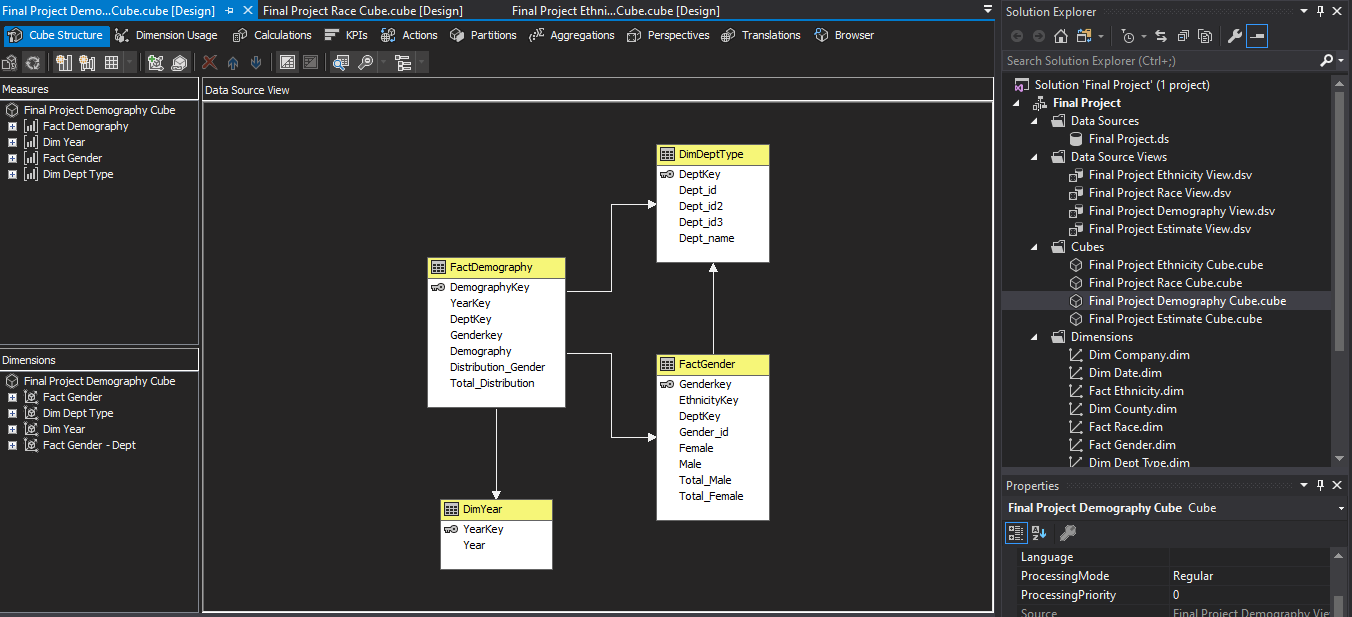 Final Project Demo...Cube.cube [Design]
Final Project Race Cube.cube [Design]
Final Project Ethni...Cube.cube [Design]
Cube Structure
Dimension Usage
Calculations
KPIs
Actions
Partitions
Aggregations
Perspectives
Translations
Browser
Measures
Final Project Demography Cube
Fact Demography
Dim Year
Fact Gender
Dim Dept Type
Dimensions
Final Project Demography Cube
Fact Gender
Dim Dept Type
Dim Year
Fact Gender - Dept
Data Source View
DimDeptType
DeptKey
Dept_id
Dept_id2
Dept_id3
Dept_name
FactDemography
DemographyKey
YearKey
DeptKey
Genderkey
Demography
Distribution_Gender
Total_Distribution
FactGender
Genderkey
EthnicityKey
DeptKey
Gender_id
Female
Male
Total_Male
Total_Female
DimYear
YearKey
Year
Solution Explorer
Search Solution Explorer (Ctrl+;)
Solution 'Final Project' (1 project)
Final Project
Data Sources
Final Project.ds
Data Source Views
Final Project Ethnicity View.dsv
Final Project Race View.dsv
Final Project Demography View.dsv
Final Project Estimate View.dsv
Cubes
Final Project Ethnicity Cube.cube
Final Project Race Cube.cube
Final Project Demography Cube.cube
Final Project Estimate Cube.cube
Dimensions
Dim Company.dim
Dim Date.dim
Fact Ethnicity.dim
Dim County.dim
Fact Race.dim
Fact Gender.dim
Dim Dept Type.dim
Properties
Final Project Demography Cube Cube
Language
ProcessingMode Regular
ProcessingPriority 0
Source Final Project Demography Vie